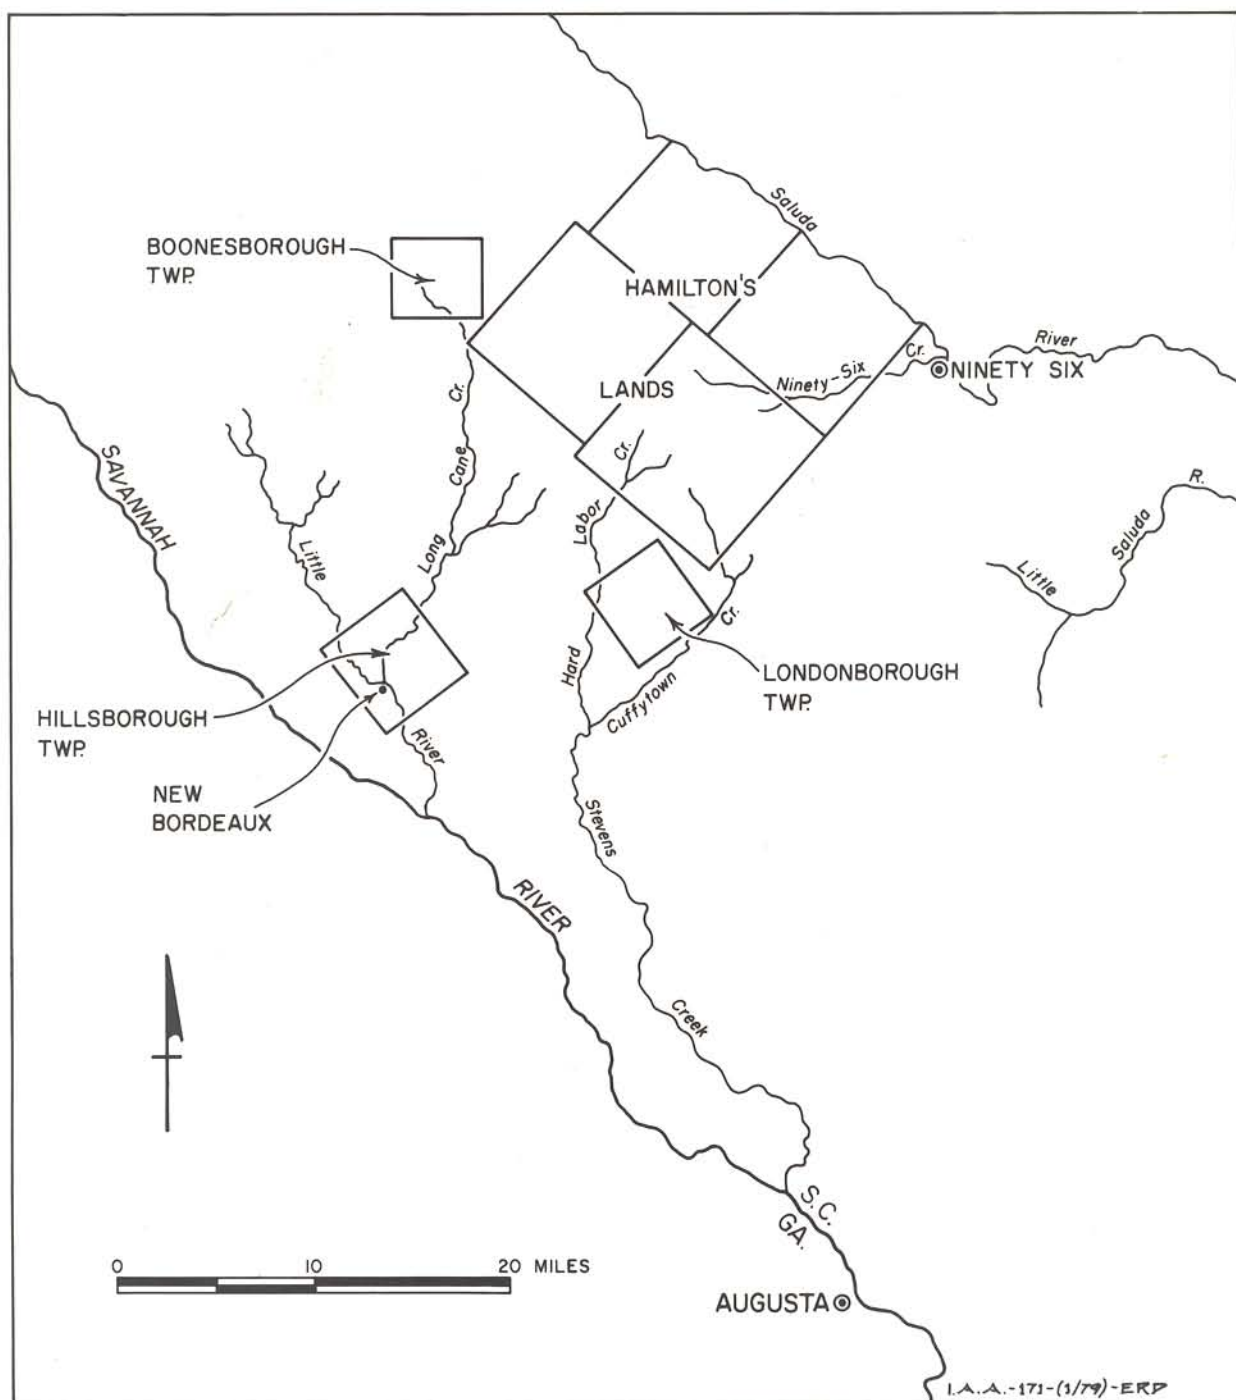 Saluda
BOONESBOROUGH
TWP.
HAMILTON'S
River
Cr.
NINETY SIX
Ninety-Six
LANDS
Cr.
SAVANNAH
Cane
Cr.
R.
Labor
Saluda
Little
Long
Little
Cr.
Hard
LONDONBOROUGH
TWP.
Cuffytown
HILLSBOROUGH
TWP.
River
NEW
BORDEAUX
Stevens
RIVER
Creek
S.C.
GA.
0 10 20 MILES
AUGUSTA
I.A.A.-171-(1/79)-ERD